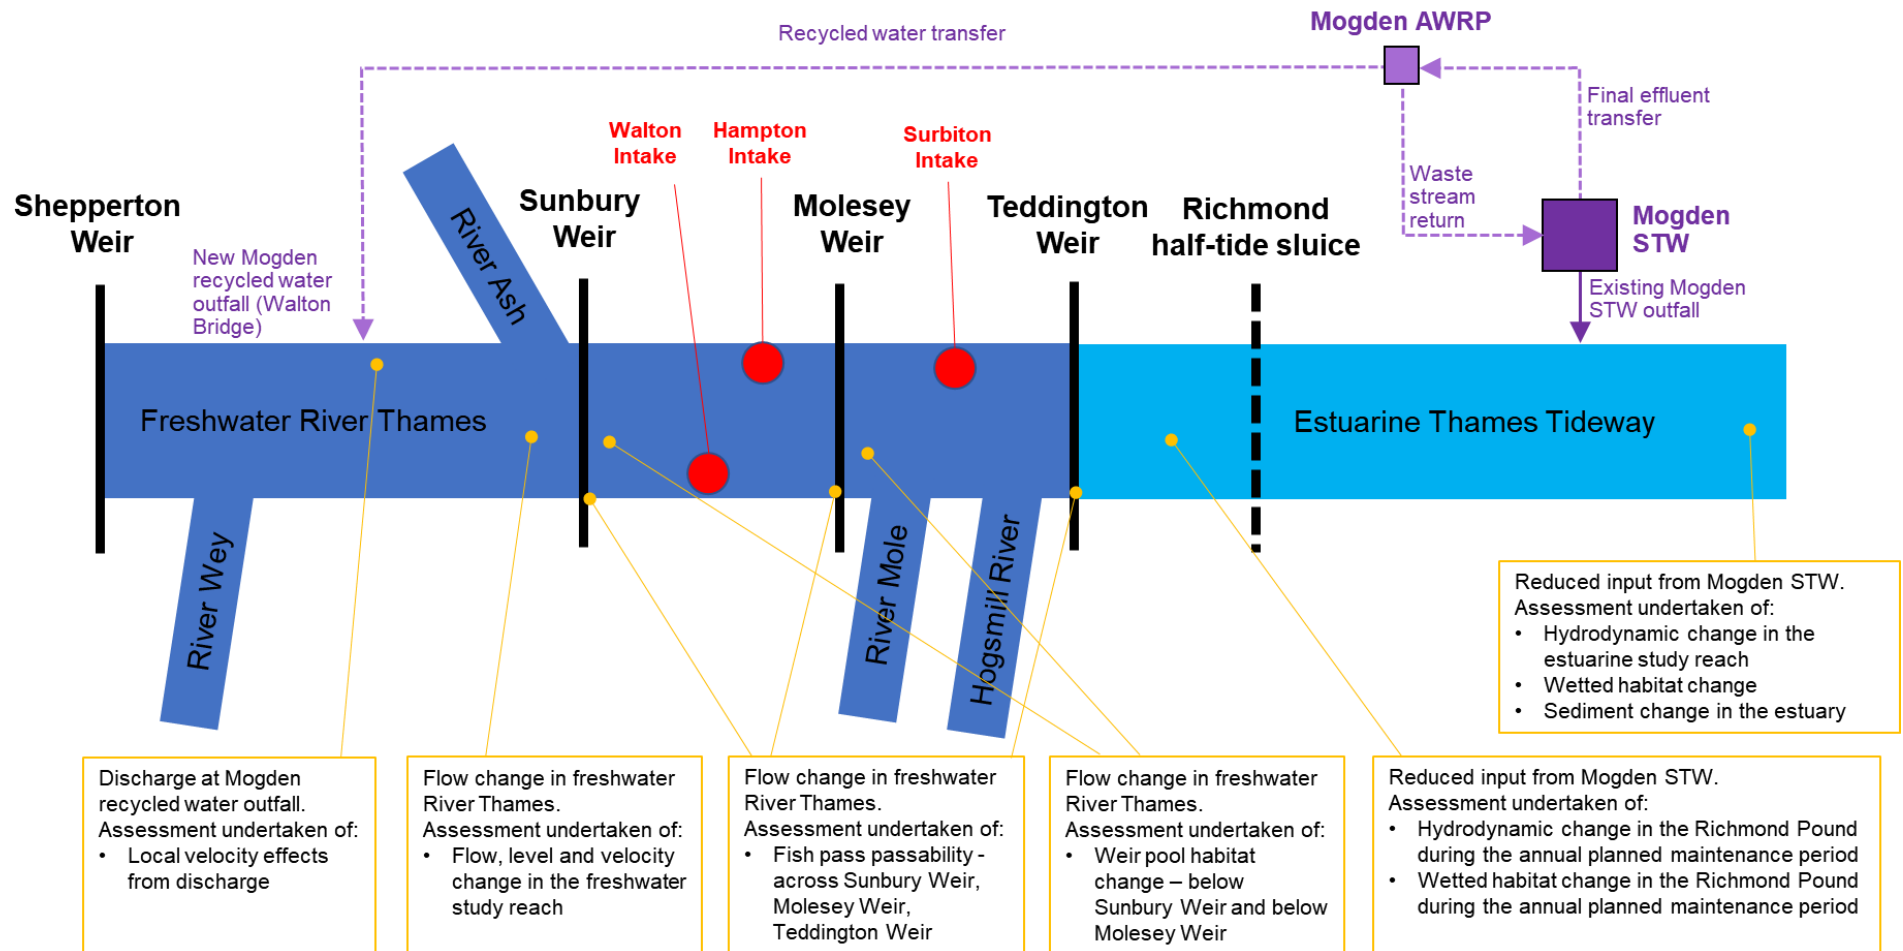 Mogden AWRP
Recycled water transfer
Final effluent
transfer
Walton
Intake
Hampton
Intake
Surbiton
Intake
Waste
stream
return
Shepperton
Weir
Sunbury
Weir
Molesey
Weir
Teddington
Weir
Richmond
half-tide sluice
Mogden
STW
New Mogden
recycled water
outfall (Walton
Bridge)
River Ash
Existing Mogden
STW outfall
Freshwater River Thames
Estuarine Thames Tideway
River Wey
River Mole
Hogsmill River
Reduced input from Mogden STW.
Assessment undertaken of:
• Hydrodynamic change in the
estuarine study reach
• Wetted habitat change
• Sediment change in the estuary
Discharge at Mogden
recycled water outfall.
Assessment undertaken of:
• Local velocity effects
from discharge
Flow change in freshwater
River Thames.
Assessment undertaken of:
• Flow, level and velocity
change in the freshwater
study reach
Flow change in freshwater
River Thames.
Assessment undertaken of:
• Fish pass passability -
across Sunbury Weir,
Molesey Weir,
Teddington Weir
Flow change in freshwater
River Thames.
Assessment undertaken of:
• Weir pool habitat
change – below
Sunbury Weir and below
Molesey Weir
Reduced input from Mogden STW.
Assessment undertaken of:
• Hydrodynamic change in the Richmond Pound
during the annual planned maintenance period
• Wetted habitat change in the Richmond Pound
during the annual planned maintenance period